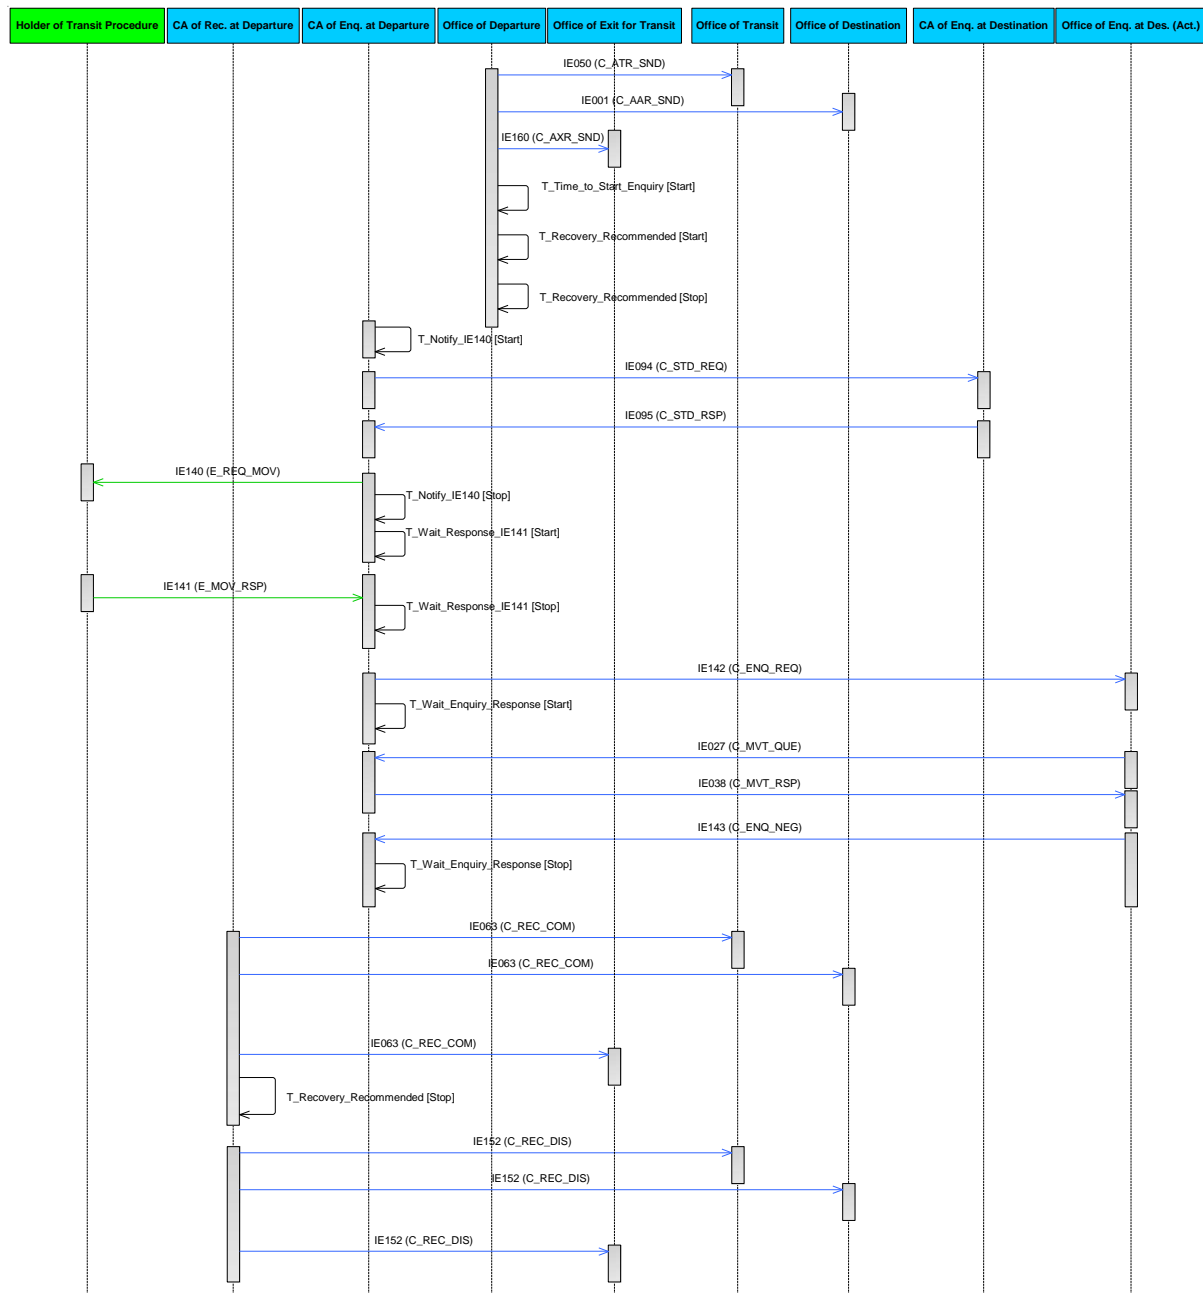 Holder of Transit Procedure
CA of Rec. at Departure
CA of Enq. at Departure
Office of Departure
Office of Exit for Transit
Office of Transit
Office of Destination
CA of Enq. at Destination
Office of Enq. at Des. (Act.)
IE050 (C_ATR_SND)
IE001 (C_AAR_SND)
IE160 (C_AXR_SND)
T_Time_to_Start_Enquiry [Start]
T_Recovery_Recommended [Start]
T_Recovery_Recommended [Stop]
T_Notify_IE140 [Start]
IE094 (C_STD_REQ)
IE095 (C_STD_RSP)
IE140 (E_REQ_MOV)
T_Notify_IE140 [Stop]
T_Wait_Response_IE141 [Start]
IE141 (E_MOV_RSP)
T_Wait_Response_IE141 [Stop]
IE142 (C_ENQ_REQ)
T_Wait_Enquiry_Response [Start]
IE027 (C_MVT_QUE)
IE038 (C_MVT_RSP)
IE143 (C_ENQ_NEG)
T_Wait_Enquiry_Response [Stop]
IE063 (C_REC_COM)
IE063 (C_REC_COM)
IE063 (C_REC_COM)
T_Recovery_Recommended [Stop]
IE152 (C_REC_DIS)
IE152 (C_REC_DIS)
IE152 (C_REC_DIS)